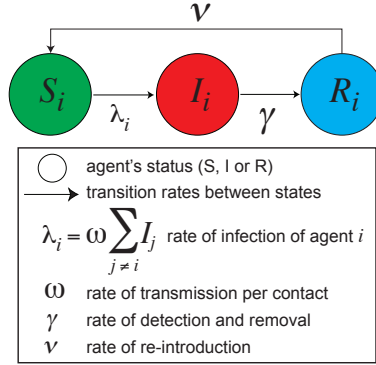 ν
S_i I_i R_i
λ_i γ
agent's status (S, I or R)
transition rates between states
λ_i = ω ∑_{j≠i} I_j rate of infection of agent i
ω rate of transmission per contact
γ rate of detection and removal
ν rate of re-introduction